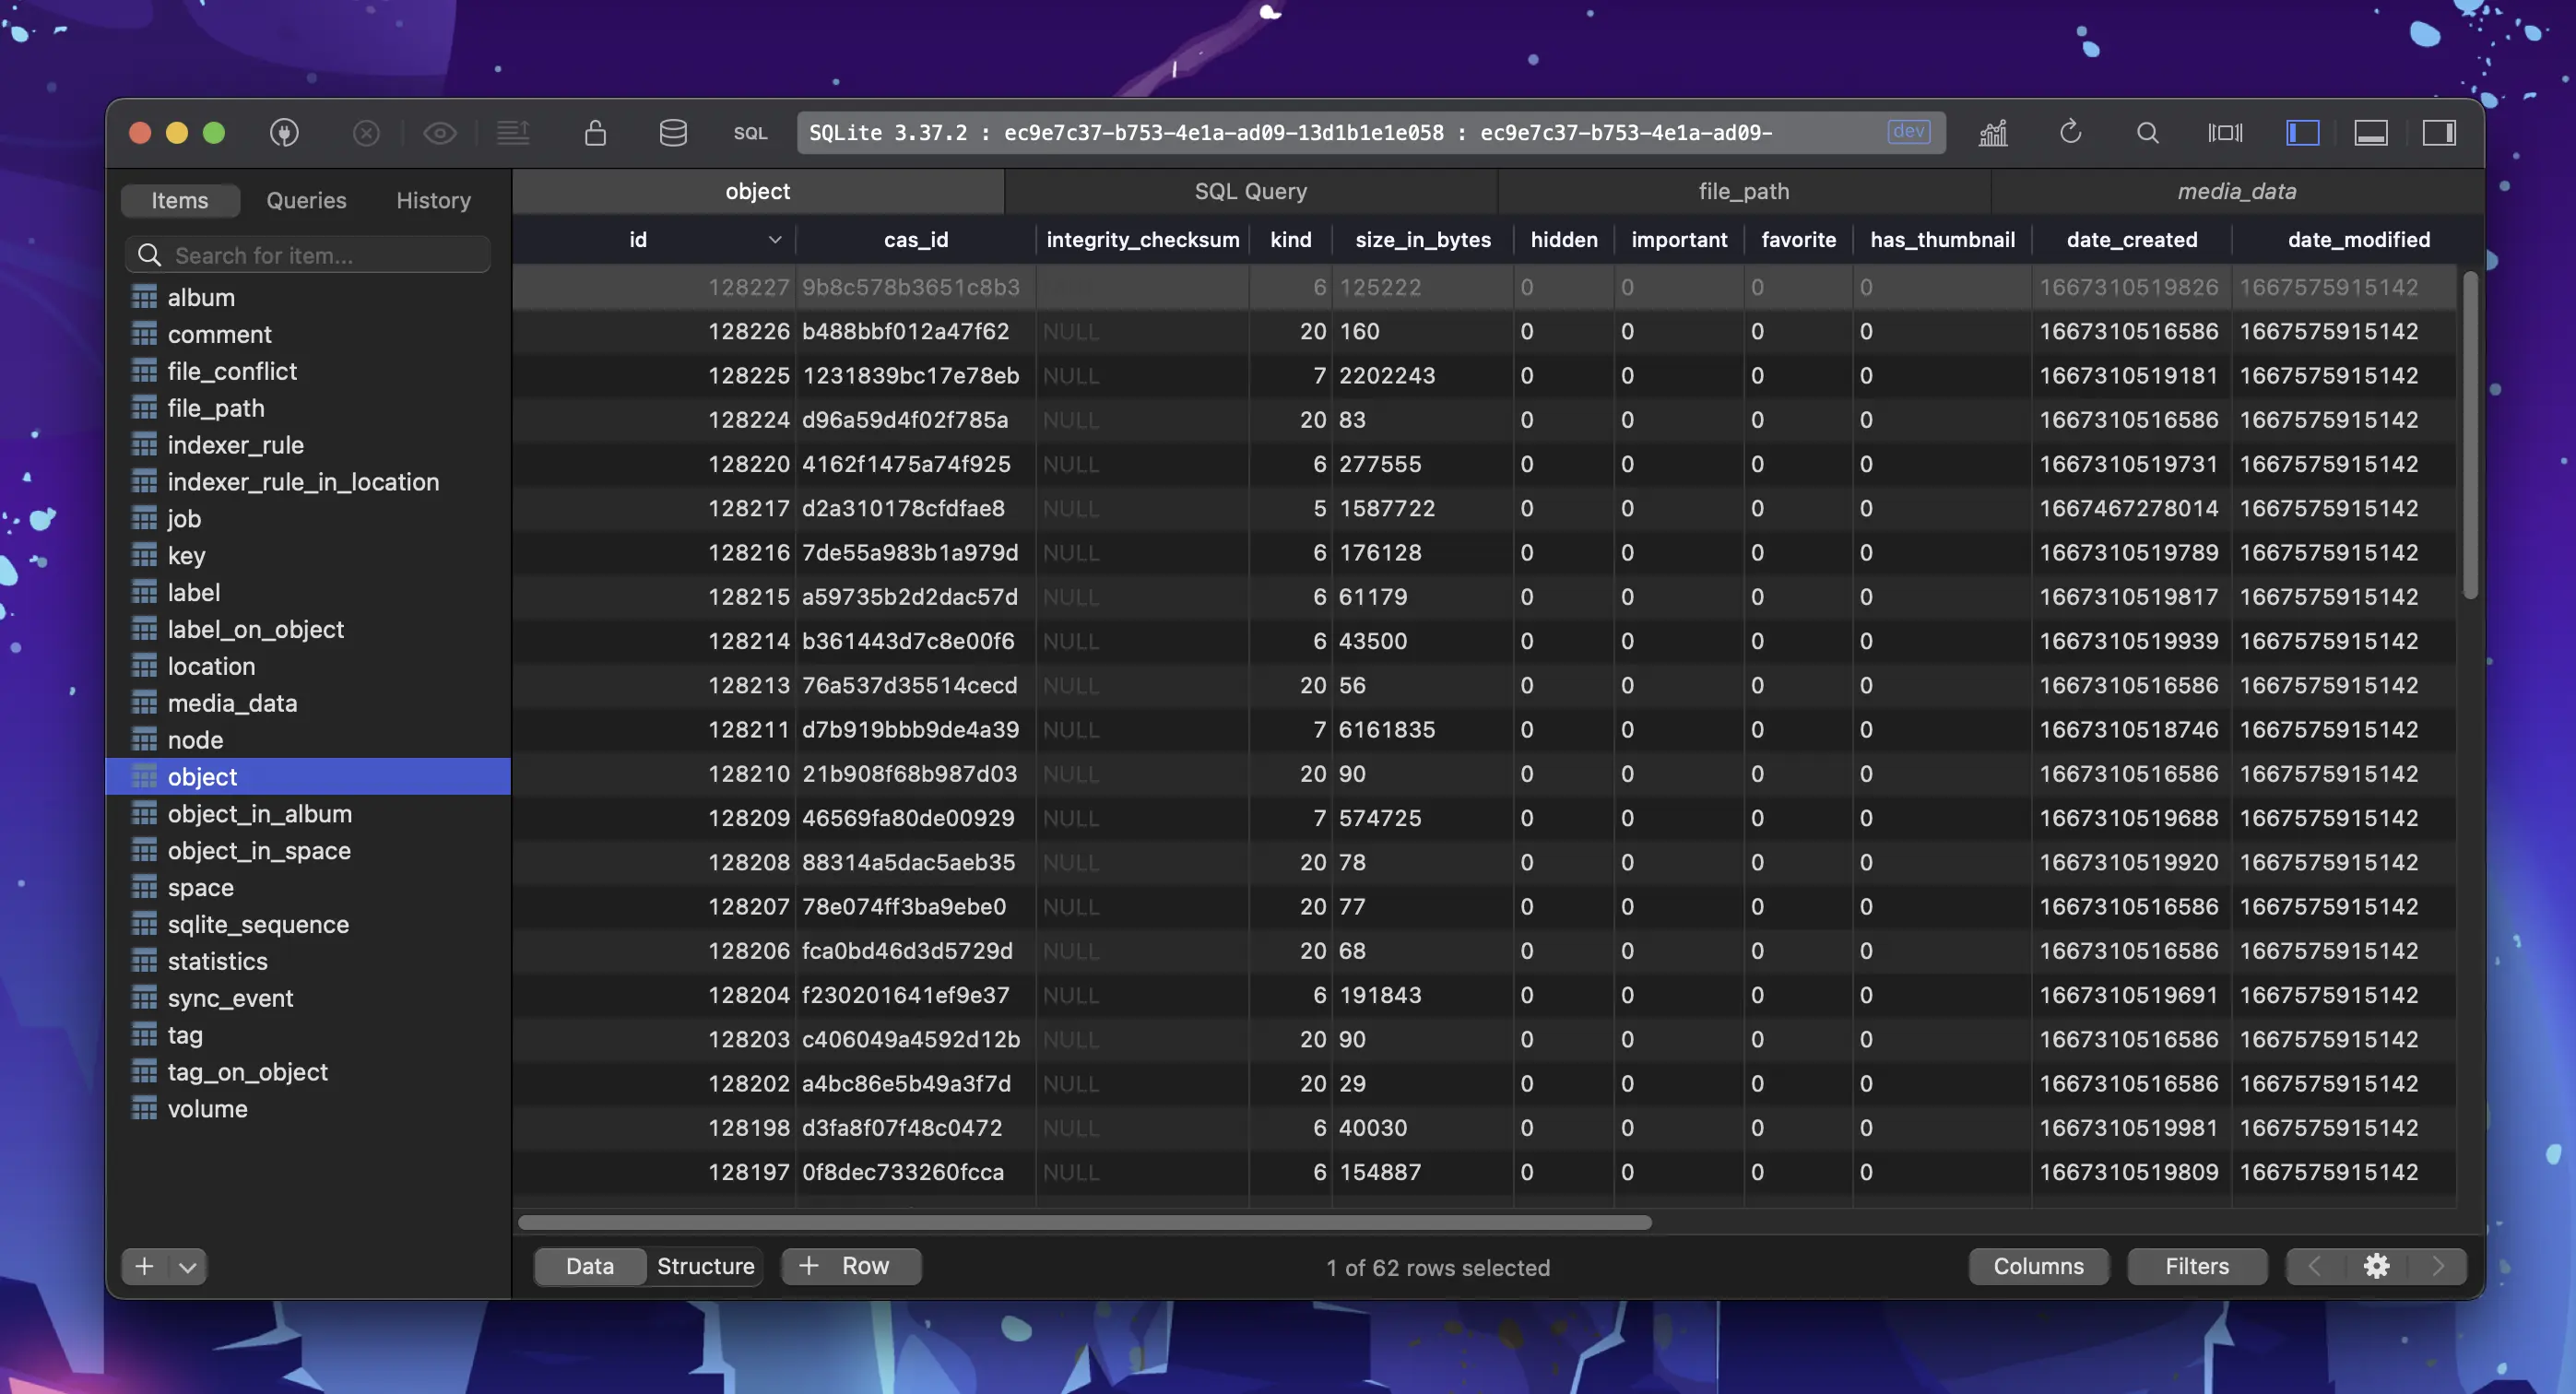 SQL SQLite 3.37.2 : ec9e7c37-b753-4e1a-ad09-13d1b1e1e058 : ec9e7c37-b753-4e1a-ad09- dev
Items Queries History
Search for item...
album
comment
file_conflict
file_path
indexer_rule
indexer_rule_in_location
job
key
label
label_on_object
location
media_data
node
object
object_in_album
object_in_space
space
sqlite_sequence
statistics
sync_event
tag
tag_on_object
volume
object SQL Query file_path media_data
id cas_id integrity_checksum kind size_in_bytes hidden important favorite has_thumbnail date_created date_modified
128227 9b8c578b3651c8b3 6 125222 0 0 0 0 1667310519826 1667575915142
128226 b488bbf012a47f62 NULL 20 160 0 0 0 0 1667310516586 1667575915142
128225 1231839bc17e78eb NULL 7 2202243 0 0 0 0 1667310519181 1667575915142
128224 d96a59d4f02f785a NULL 20 83 0 0 0 0 1667310516586 1667575915142
128220 4162f1475a74f925 NULL 6 277555 0 0 0 0 1667310519731 1667575915142
128217 d2a310178cfdfae8 NULL 5 1587722 0 0 0 0 1667467278014 1667575915142
128216 7de55a983b1a979d NULL 6 176128 0 0 0 0 1667310519789 1667575915142
128215 a59735b2d2dac57d NULL 6 61179 0 0 0 0 1667310519817 1667575915142
128214 b361443d7c8e00f6 NULL 6 43500 0 0 0 0 1667310519939 1667575915142
128213 76a537d35514cecd NULL 20 56 0 0 0 0 1667310516586 1667575915142
128211 d7b919bbb9de4a39 NULL 7 6161835 0 0 0 0 1667310518746 1667575915142
128210 21b908f68b987d03 NULL 20 90 0 0 0 0 1667310516586 1667575915142
128209 46569fa80de00929 NULL 7 574725 0 0 0 0 1667310519688 1667575915142
128208 88314a5dac5aeb35 NULL 20 78 0 0 0 0 1667310519920 1667575915142
128207 78e074ff3ba9ebe0 NULL 20 77 0 0 0 0 1667310516586 1667575915142
128206 fca0bd46d3d5729d NULL 20 68 0 0 0 0 1667310516586 1667575915142
128204 f230201641ef9e37 NULL 6 191843 0 0 0 0 1667310519691 1667575915142
128203 c406049a4592d12b NULL 20 90 0 0 0 0 1667310516586 1667575915142
128202 a4bc86e5b49a3f7d NULL 20 29 0 0 0 0 1667310516586 1667575915142
128198 d3fa8f07f48c0472 NULL 6 40030 0 0 0 0 1667310519981 1667575915142
128197 0f8dec733260fcca NULL 6 154887 0 0 0 0 1667310519809 1667575915142
Data Structure + Row 1 of 62 rows selected Columns Filters